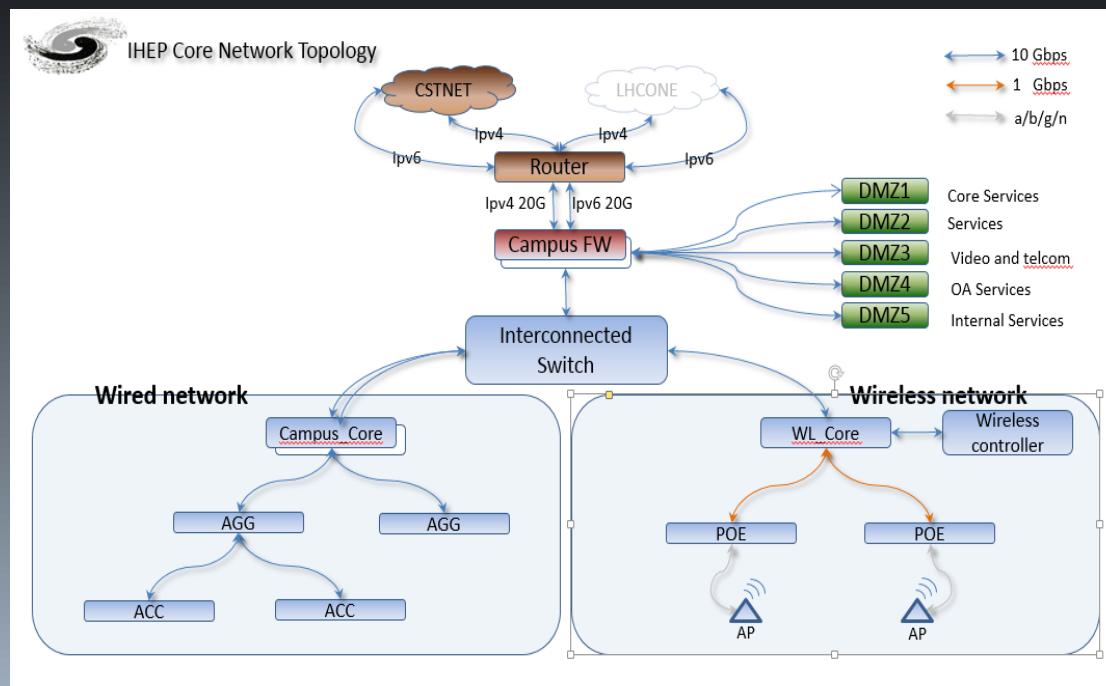 IHEP Core Network Topology
10 Gbps
1 Gbps
a/b/g/n
CSTNET
LHCONE
Ipv4
Ipv4
Ipv6
Ipv6
Router
Ipv4 20G
Ipv6 20G
Campus FW
DMZ1
Core Services
DMZ2
Services
DMZ3
Video and telcom
DMZ4
OA Services
DMZ5
Internal Services
Interconnected
Switch
Wired network
Campus_Core
AGG
AGG
ACC
ACC
Wireless network
WL_Core
Wireless
controller
POE
POE
AP
AP